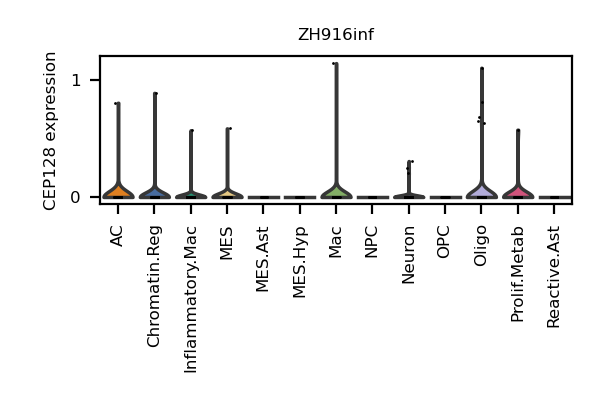 ZH916inf
CEP128 expression
1
0
AC
Chromatin.Reg
Inflammatory.Mac
MES
MES.Ast
MES.Hyp
Mac
NPC
Neuron
OPC
Oligo
Prolif.Metab
Reactive.Ast